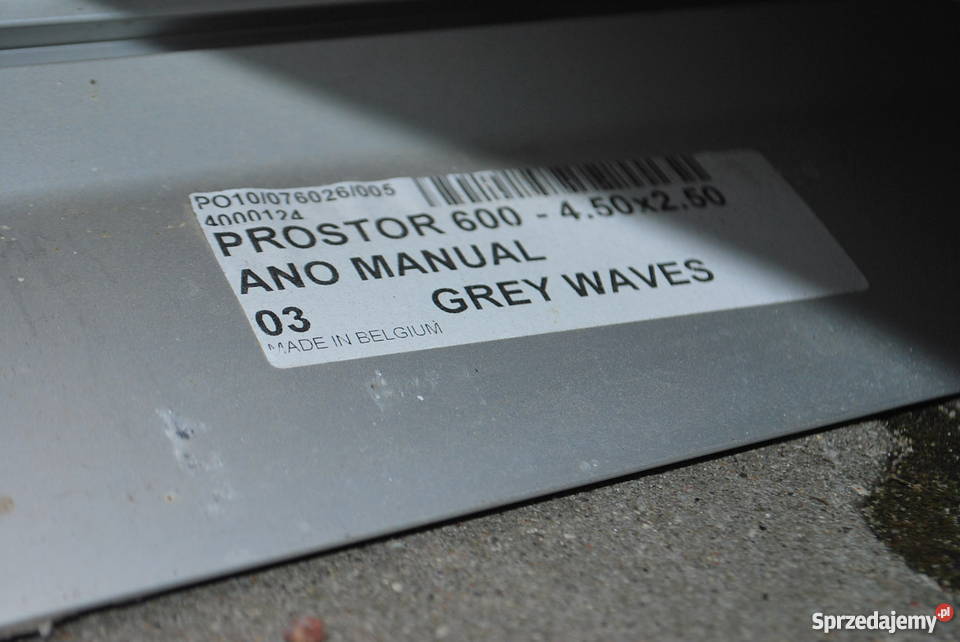 PO10/076026/005
4000124
PROSTOR 600 - 4.50x2.50
ANO MANUAL
03 GREY WAVES
MADE IN BELGIUM
Sprzedajemy.pl